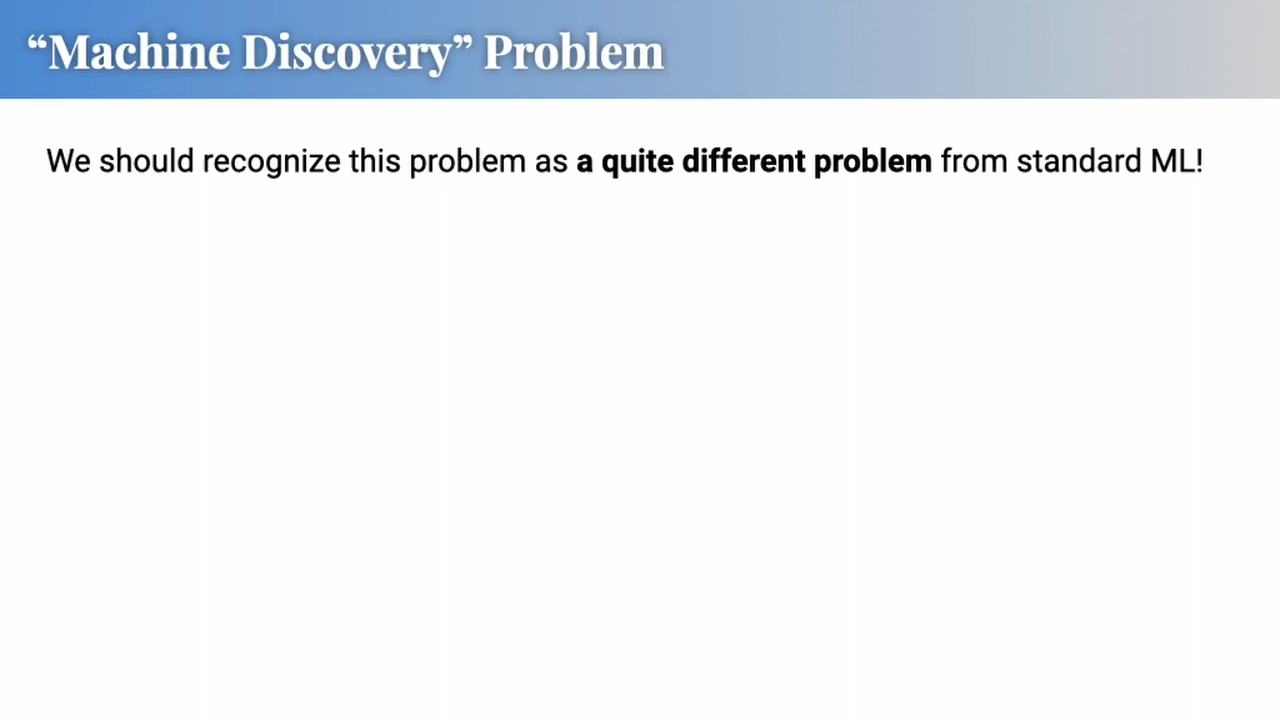 “Machine Discovery” Problem
We should recognize this problem as a quite different problem from standard ML!